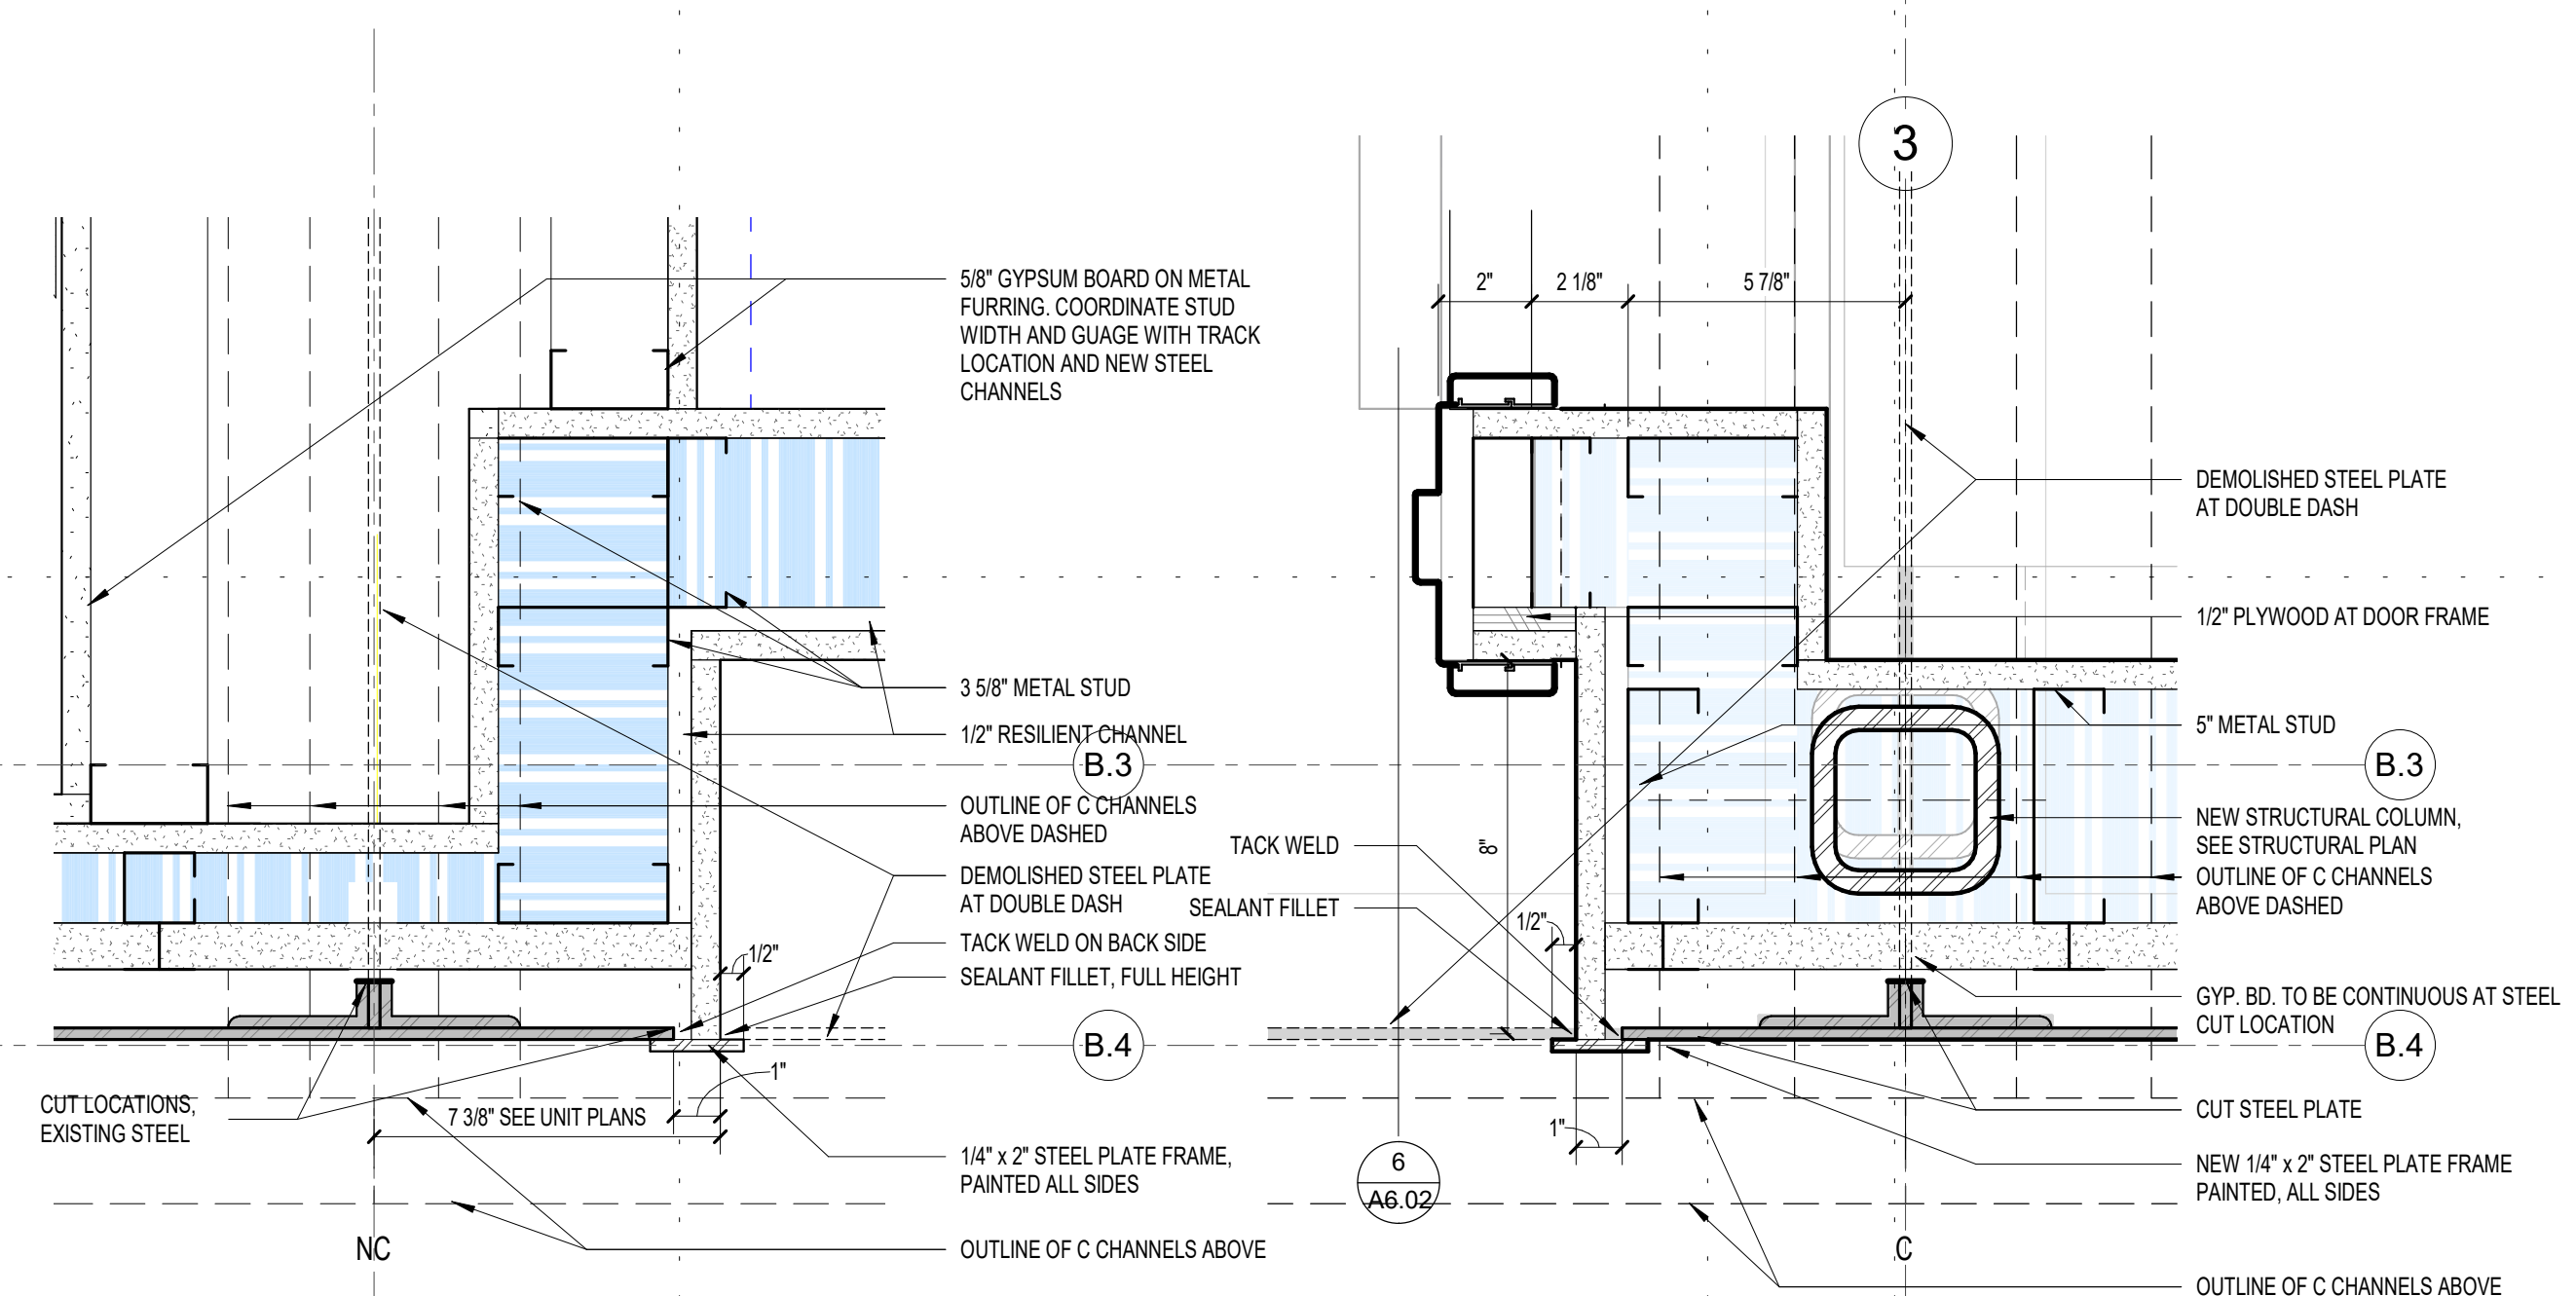 3
5/8" GYPSUM BOARD ON METAL
FURRING. COORDINATE STUD
WIDTH AND GUAGE WITH TRACK
LOCATION AND NEW STEEL
CHANNELS
3 5/8" METAL STUD
1/2" RESILIENT CHANNEL
B.3
OUTLINE OF C CHANNELS
ABOVE DASHED
DEMOLISHED STEEL PLATE
AT DOUBLE DASH
TACK WELD ON BACK SIDE
SEALANT FILLET, FULL HEIGHT
1/2"
B.4
1"
CUT LOCATIONS,
EXISTING STEEL
7 3/8" SEE UNIT PLANS
1/4" x 2" STEEL PLATE FRAME,
PAINTED ALL SIDES
NC
OUTLINE OF C CHANNELS ABOVE
2"
2 1/8"
5 7/8"
DEMOLISHED STEEL PLATE
AT DOUBLE DASH
1/2" PLYWOOD AT DOOR FRAME
5" METAL STUD
B.3
NEW STRUCTURAL COLUMN,
SEE STRUCTURAL PLAN
OUTLINE OF C CHANNELS
ABOVE DASHED
TACK WELD
8"
SEALANT FILLET
1/2"
GYP. BD. TO BE CONTINUOUS AT STEEL
CUT LOCATION
B.4
CUT STEEL PLATE
1"
6
A6.02
NEW 1/4" x 2" STEEL PLATE FRAME
PAINTED, ALL SIDES
C
OUTLINE OF C CHANNELS ABOVE